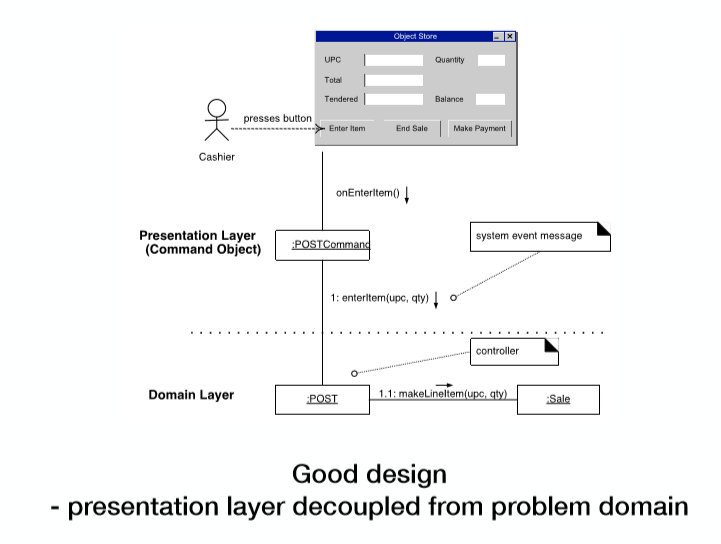 Object Store
UPC Quantity
Total
Tendered Balance
presses button
Enter Item End Sale Make Payment
Cashier
onEnterItem()
Presentation Layer
(Command Object)
:POSTCommand
system event message
1: enterItem(upc, qty)
controller
Domain Layer
:POST
1.1: makeLineItem(upc, qty)
:Sale
Good design
- presentation layer decoupled from problem domain